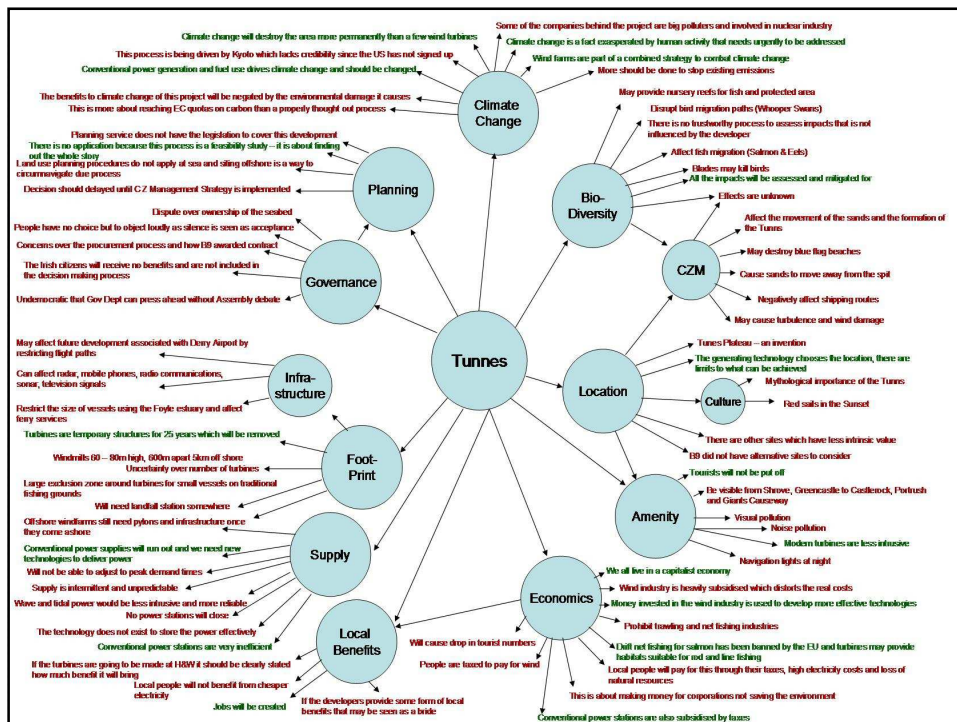 Some of the companies behind the project are big polluters and involved in nuclear industry
Climate change will destroy the area more permanently than a few wind turbines
Climate change is a fact exasperated by human activity that needs urgently to be addressed
This process is being driven by Kyoto which lacks credibility since the US has not signed up
Wind farms are part of a combined strategy to combat climate change
Conventional power generation and fuel use drives climate change and should be changed
More should be done to stop existing emissions
The benefits to climate change of this project will be negated by the environmental damage it causes
This is more about reaching EC quotas on carbon than a properly thought out process
Climate
Change
May provide nursery reefs for fish and protected area
Disrupt bird migration paths (Whooper Swans)
There is no trustworthy process to assess impacts that is not
influenced by the developer
Affect fish migration (Salmon & Eels)
Blades may kill birds
All the impacts will be assessed and mitigated for
Effects are unknown
Bio-
Diversity
Planning service does not have the legislation to cover this development
There is no application because this process is a feasibility study – it is about finding
out the whole story
Land use planning procedures do not apply at sea and siting offshore is a way to
circumnavigate due process
Decision should delayed until C Z Management Strategy is implemented
Planning
Affect the movement of the sands and the formation of
the Tunns
May destroy blue flag beaches
Cause sands to move away from the spit
Negatively affect shipping routes
May cause turbulence and wind damage
CZM
Dispute over ownership of the seabed
People have no choice but to object loudly as silence is seen as acceptance
Concerns over the procurement process and how B9 awarded contract
The Irish citizens will receive no benefits and are not included in
the decision making process
Undemocratic that Gov Dept can press ahead without Assembly debate
Governance
Tunnes
Tunes Plateau – an invention
The generating technology chooses the location, there are
limits to what can be achieved
Location
Mythological importance of the Tunns
Red sails in the Sunset
Culture
There are other sites which have less intrinsic value
B9 did not have alternative sites to consider
May affect future development associated with Derry Airport by
restricting flight paths
Can affect radar, mobile phones, radio communications,
sonar, television signals
Restrict the size of vessels using the Foyle estuary and affect
ferry services
Infra-
structure
Turbines are temporary structures for 25 years which will be removed
Windmills 60 – 80m high, 600m apart 5km off shore
Uncertainty over number of turbines
Large exclusion zone around turbines for small vessels on traditional
fishing grounds
Will need landfall station somewhere
Foot-
Print
Tourists will not be put off
Be visible from Shrove, Greencastle to Castlerock, Portrush and
Giants Causeway
Visual pollution
Noise pollution
Modern turbines are less intrusive
Navigation lights at night
Amenity
Offshore windfarms still need pylons and infrastructure once
they come ashore
Conventional power supplies will run out and we need new
technologies to deliver power
Will not be able to adjust to peak demand times
Supply is intermittent and unpredictable
Wave and tidal power would be less intrusive and more reliable
No power stations will close
The technology does not exist to store the power effectively
Conventional power stations are very inefficient
Supply
We all live in a capitalist economy
Wind industry is heavily subsidised which distorts the real costs
Money invested in the wind industry is used to develop more effective technologies
Prohibit trawling and net fishing industries
Drift net fishing for salmon has been banned by the EU and turbines may provide
habitats suitable for rod and line fishing
Local people will pay for this through their taxes, high electricity costs and loss of
natural resources
This is about making money for corporations not saving the environment
Conventional power stations are also subsidised by taxes
Will cause drop in tourist numbers
People are taxed to pay for wind
Economics
If the turbines are going to be made at H&W it should be clearly stated
how much benefit it will bring
Local people will not benefit from cheaper
electricity
Jobs will be created
If the developers provide some form of local
benefits that may be seen as a bride
Local
Benefits